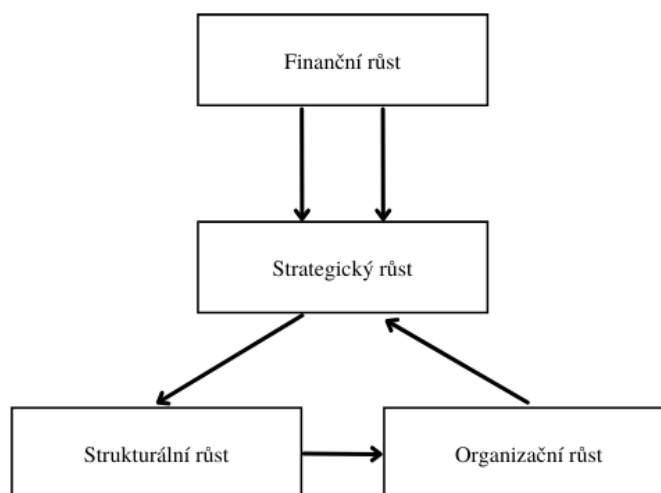 Finanční růst
Strategický růst
Strukturální růst
Organizační růst